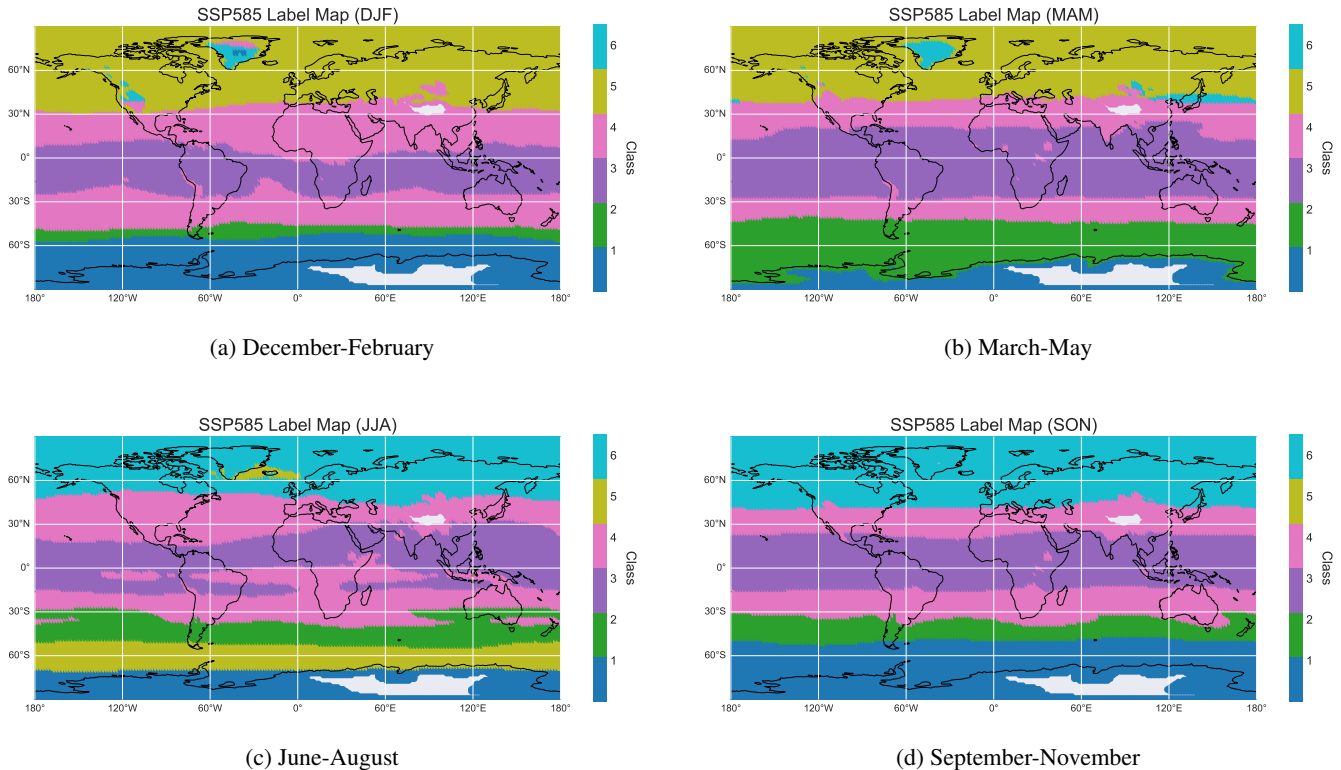 SSP585 Label Map (DJF)
60°N
30°N
0°
30°S
60°S
180°
120°W
60°W
0°
60°E
120°E
180°
6
5
4
3
2
1
Class
(a) December-February
SSP585 Label Map (MAM)
60°N
30°N
0°
30°S
60°S
180°
120°W
60°W
0°
60°E
120°E
180°
6
5
4
3
2
1
Class
(b) March-May
SSP585 Label Map (JJA)
60°N
30°N
0°
30°S
60°S
180°
120°W
60°W
0°
60°E
120°E
180°
6
5
4
3
2
1
Class
(c) June-August
SSP585 Label Map (SON)
60°N
30°N
0°
30°S
60°S
180°
120°W
60°W
0°
60°E
120°E
180°
6
5
4
3
2
1
Class
(d) September-November